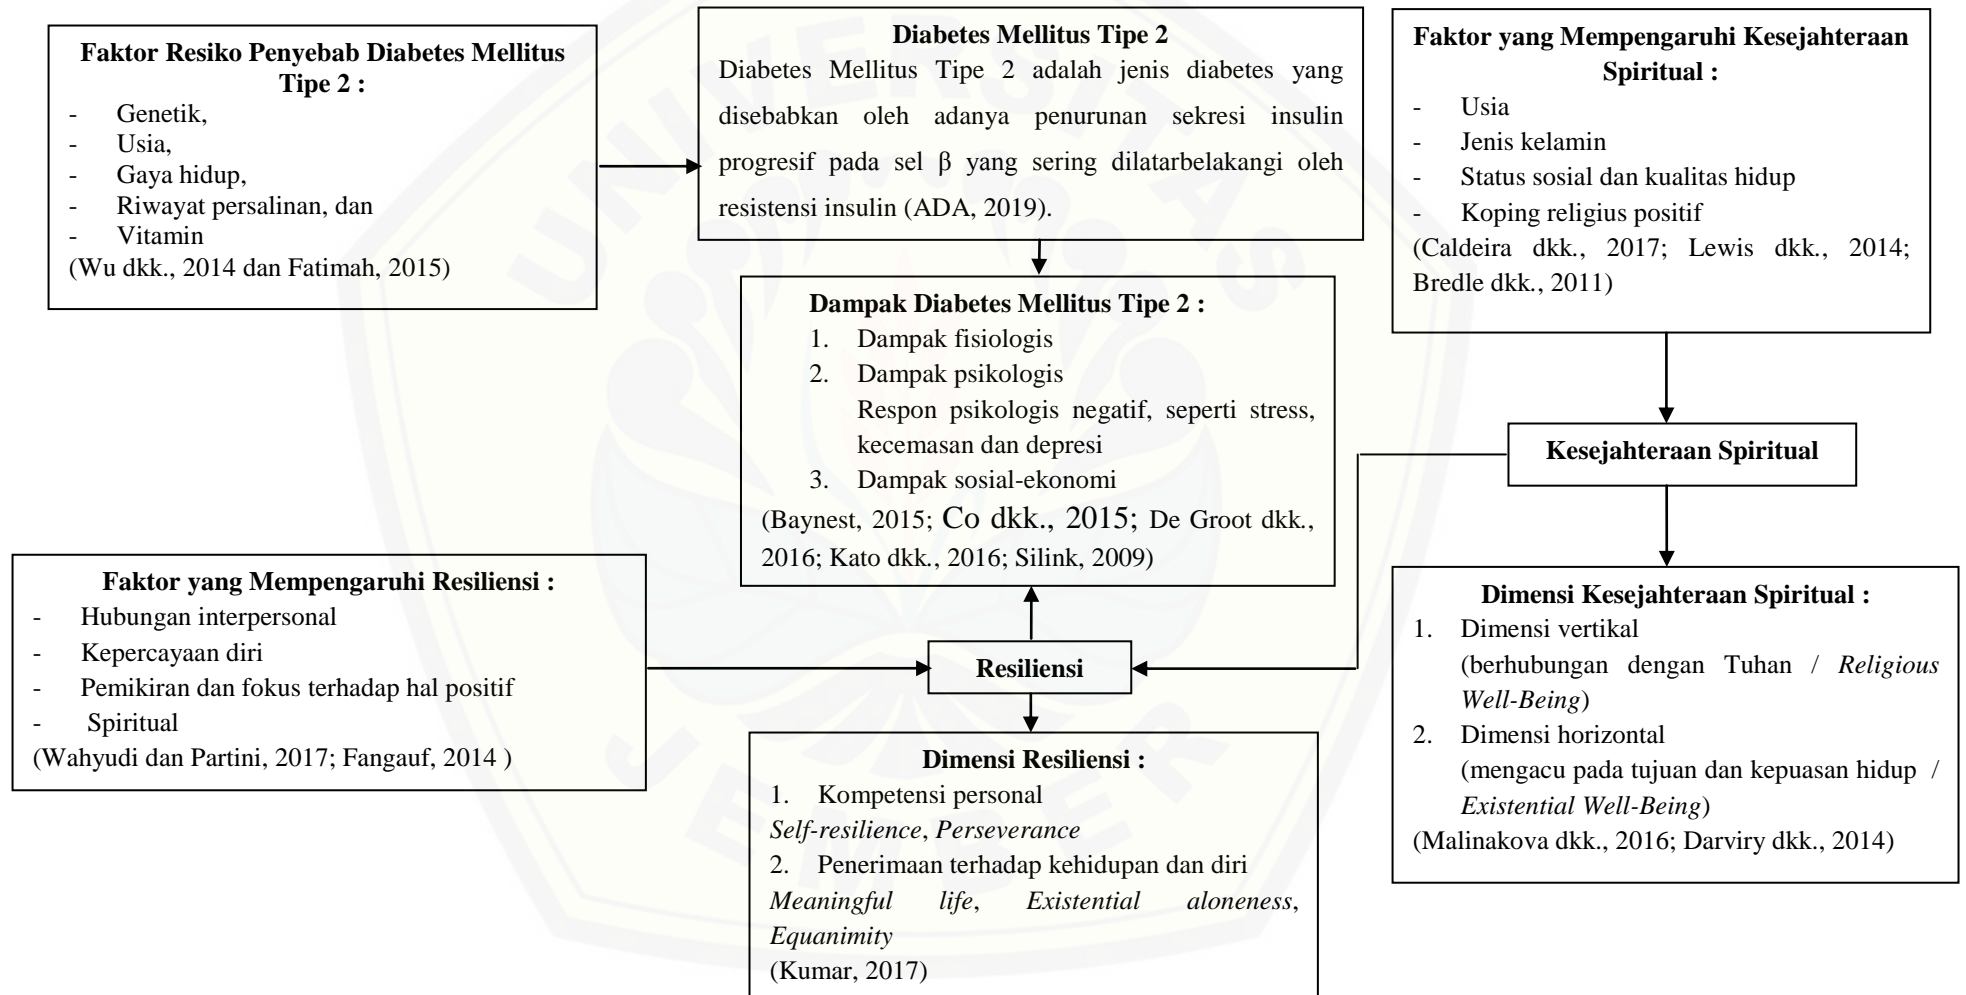 Faktor Resiko Penyebab Diabetes Mellitus
Tipe 2 :
- Genetik,
- Usia,
- Gaya hidup,
- Riwayat persalinan, dan
- Vitamin
(Wu dkk., 2014 dan Fatimah, 2015)
Diabetes Mellitus Tipe 2
Diabetes Mellitus Tipe 2 adalah jenis diabetes yang
disebabkan oleh adanya penurunan sekresi insulin
progresif pada sel β yang sering dilatarbelakangi oleh
resistensi insulin (ADA, 2019).
Faktor yang Mempengaruhi Kesejahteraan
Spiritual :
- Usia
- Jenis kelamin
- Status sosial dan kualitas hidup
- Koping religius positif
(Caldeira dkk., 2017; Lewis dkk., 2014;
Bredle dkk., 2011)
Dampak Diabetes Mellitus Tipe 2 :
1. Dampak fisiologis
2. Dampak psikologis
Respon psikologis negatif, seperti stress,
kecemasan dan depresi
3. Dampak sosial-ekonomi
(Baynest, 2015; Co dkk., 2015; De Groot dkk.,
2016; Kato dkk., 2016; Silink, 2009)
Kesejahteraan Spiritual
Faktor yang Mempengaruhi Resiliensi :
- Hubungan interpersonal
- Kepercayaan diri
- Pemikiran dan fokus terhadap hal positif
- Spiritual
(Wahyudi dan Partini, 2017; Fangauf, 2014 )
Resiliensi
Dimensi Kesejahteraan Spiritual :
1. Dimensi vertikal
(berhubungan dengan Tuhan / Religious
Well-Being)
2. Dimensi horizontal
(mengacu pada tujuan dan kepuasan hidup /
Existential Well-Being)
(Malinakova dkk., 2016; Darviry dkk., 2014)
Dimensi Resiliensi :
1. Kompetensi personal
Self-resilience, Perseverance
2. Penerimaan terhadap kehidupan dan diri
Meaningful life, Existential aloneness,
Equanimity
(Kumar, 2017)
UNIVERSITAS
JEMBER